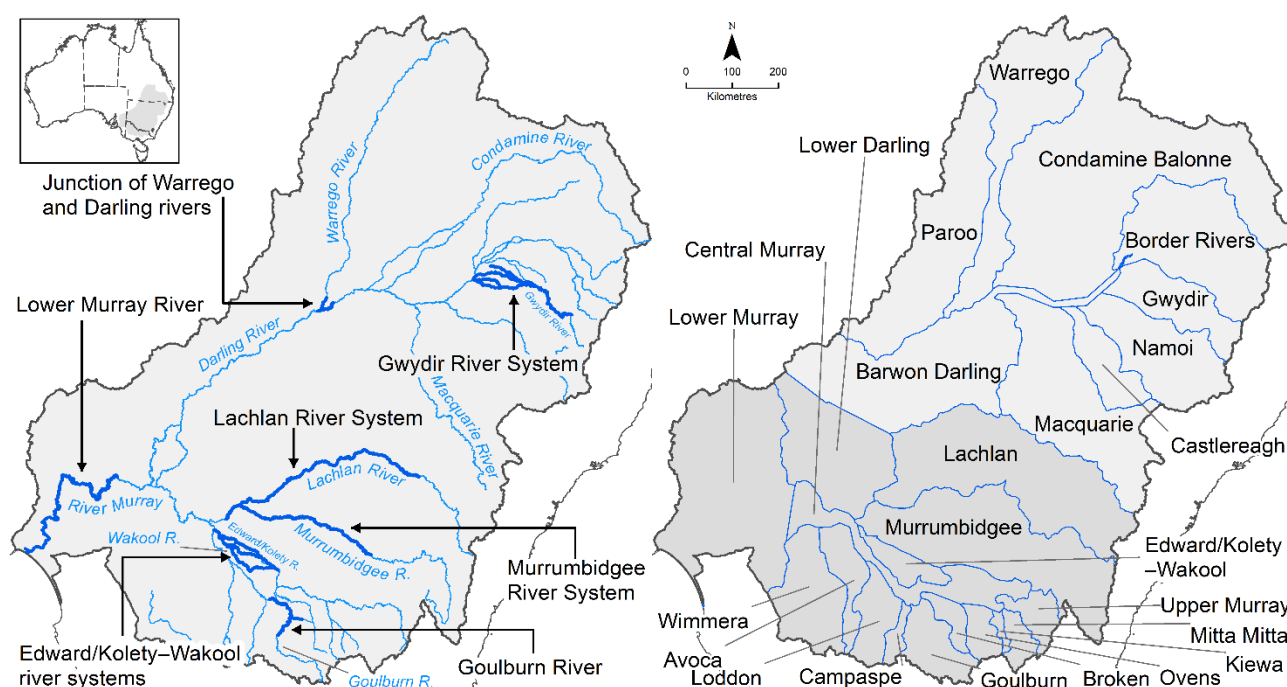 Junction of Warrego
and Darling rivers
Warrego River
Condamine River
Lower Murray River
Darling River
Gwydir River
Gwydir River System
Macquarie River
Lachlan River System
Lachlan River
River Murray
Wakool R.
Edward/Kolety R.
Murrumbidgee R.
Murrumbidgee
River System
Edward/Kolety–Wakool
river systems
Goulburn River
Goulburn R.
N
0 100 200
Kilometres
Warrego
Lower Darling
Condamine Balonne
Central Murray
Paroo
Border Rivers
Lower Murray
Gwydir
Namoi
Barwon Darling
Macquarie
Castlereagh
Lachlan
Murrumbidgee
Edward/Kolety
–Wakool
Wimmera
Upper Murray
Mitta Mitta
Avoca
Kiewa
Loddon
Campaspe
Goulburn
Broken
Ovens